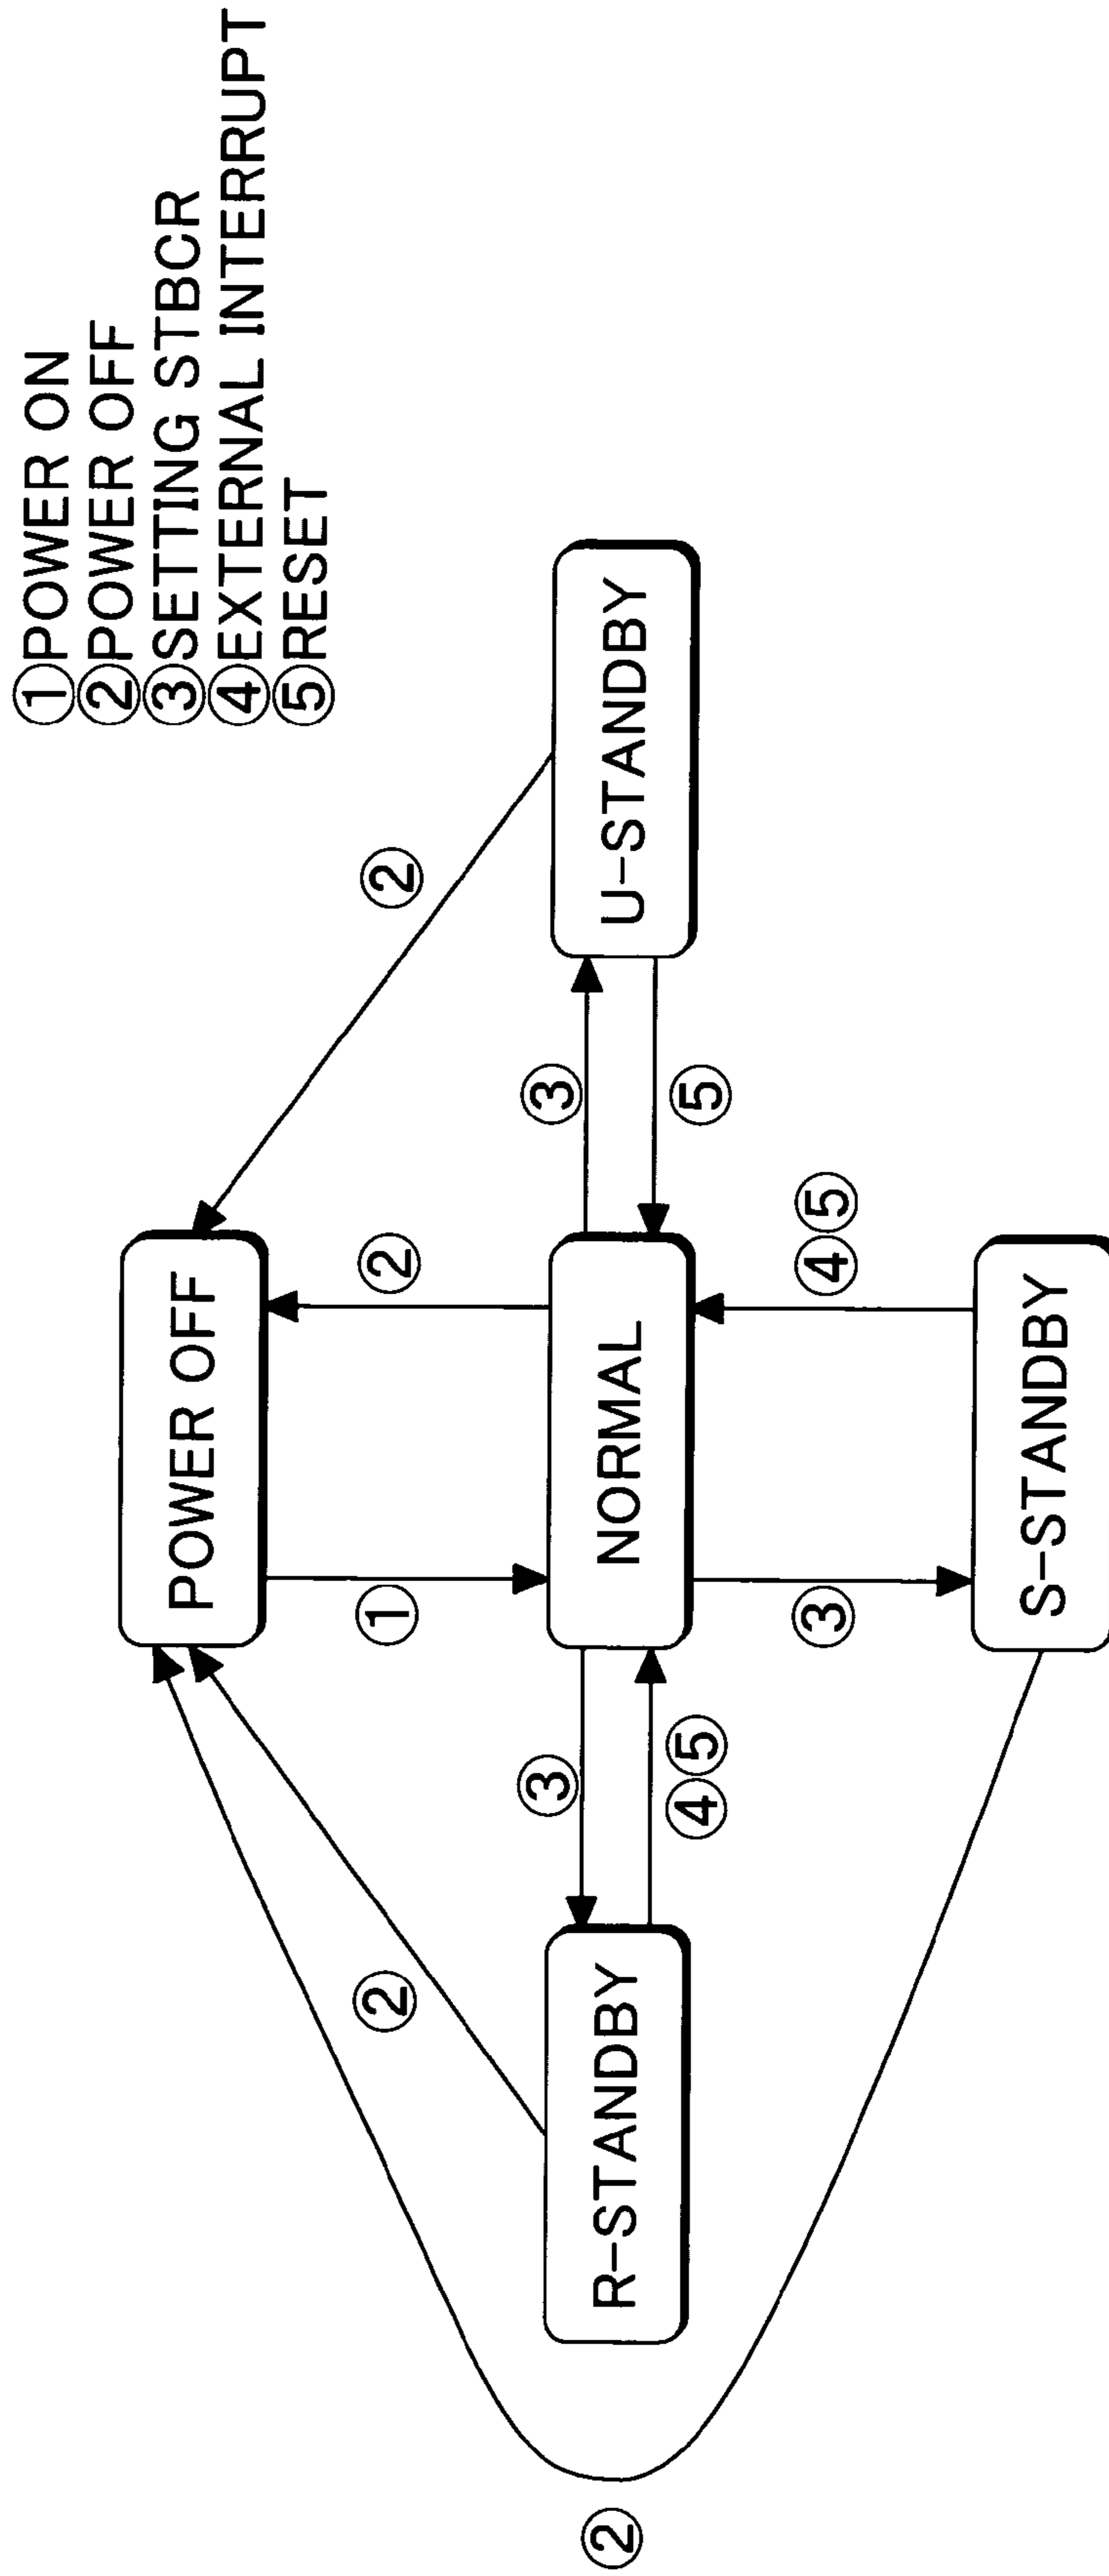 ①POWER ON
②POWER OFF
③SETTING STBCR
④EXTERNAL INTERRUPT
⑤RESET
POWER OFF
②
②
①
②
②
R-STANDBY
③
④⑤
NORMAL
③
⑤
U-STANDBY
③
④⑤
S-STANDBY